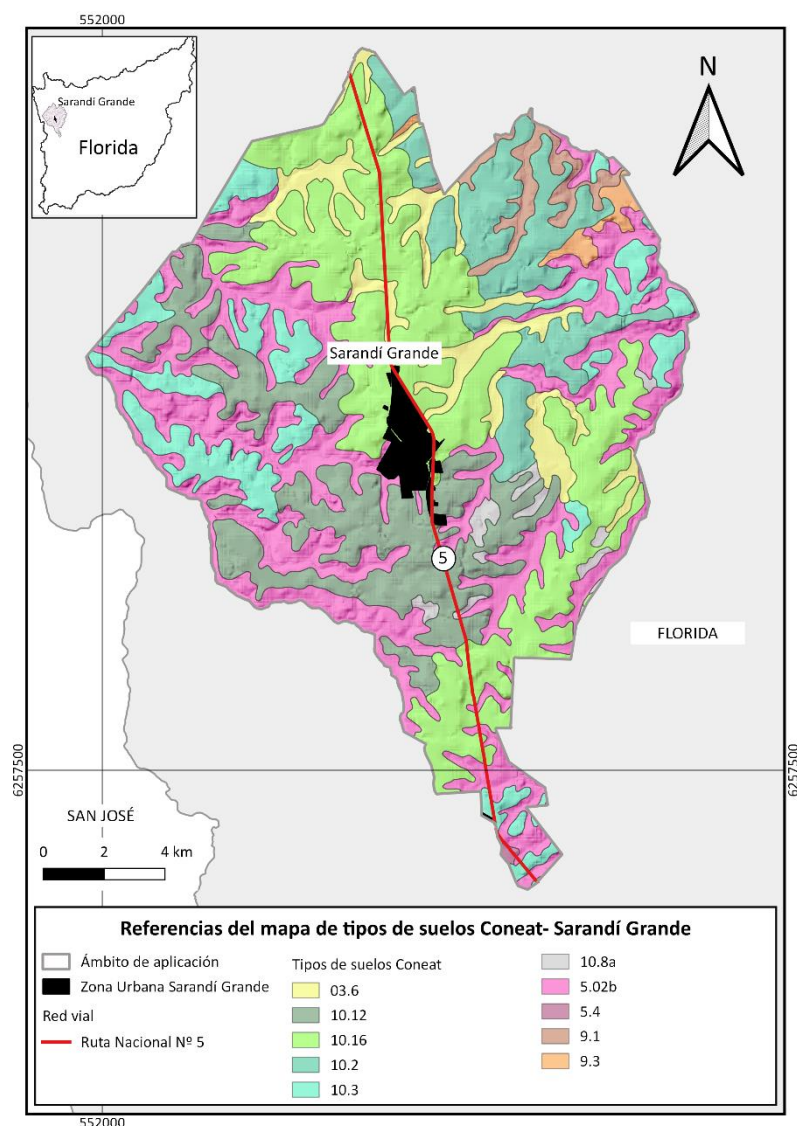 552000
Sarandí Grande
Florida
N
Sarandí Grande
5
FLORIDA
6257500
6257500
SAN JOSÉ
0 2 4 km
Referencias del mapa de tipos de suelos Coneat- Sarandí Grande
Ámbito de aplicación
Zona Urbana Sarandí Grande
Red vial
Ruta Nacional Nº 5
Tipos de suelos Coneat
03.6
10.12
10.16
10.2
10.3
10.8a
5.02b
5.4
9.1
9.3
552000